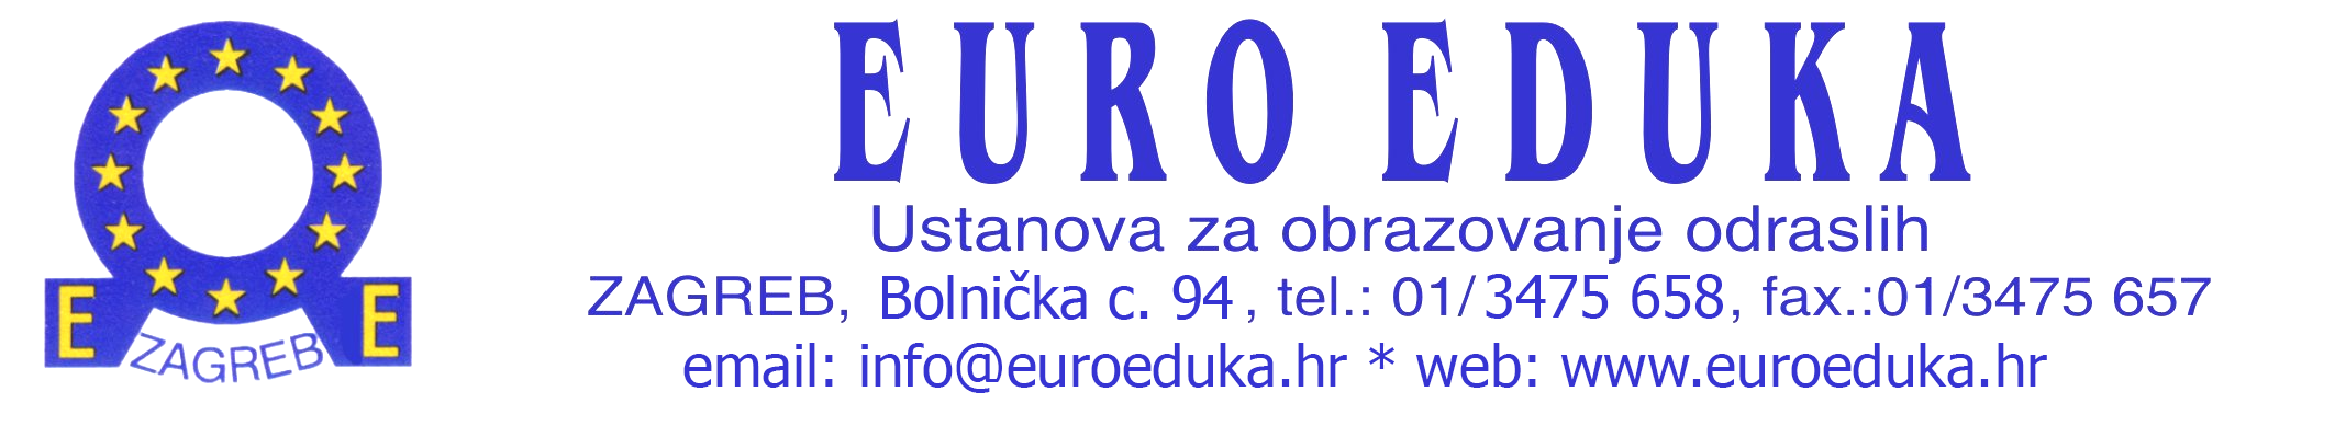 EURO EDUKA
Ustanova za obrazovanje odraslih
ZAGREB, Bolnička c. 94, tel.: 01/3475 658, fax.:01/3475 657
email: info@euroeduka.hr * web: www.euroeduka.hr
E E
ZAGREB